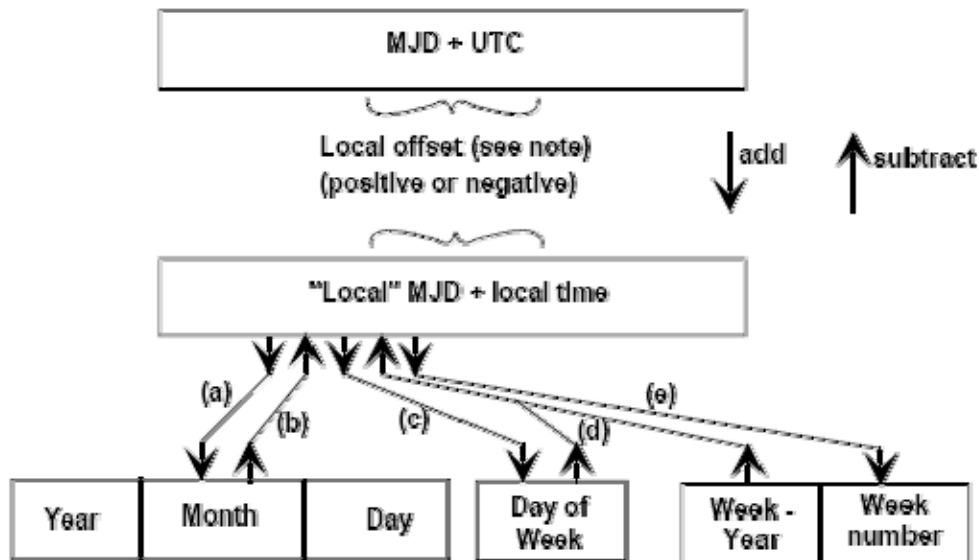 MJD + UTC
Local offset (see note)
(positive or negative)
add
subtract
"Local" MJD + local time
(a)
(b)
(c)
(d)
(e)
Year
Month
Day
Day of
Week
Week -
Year
Week
number